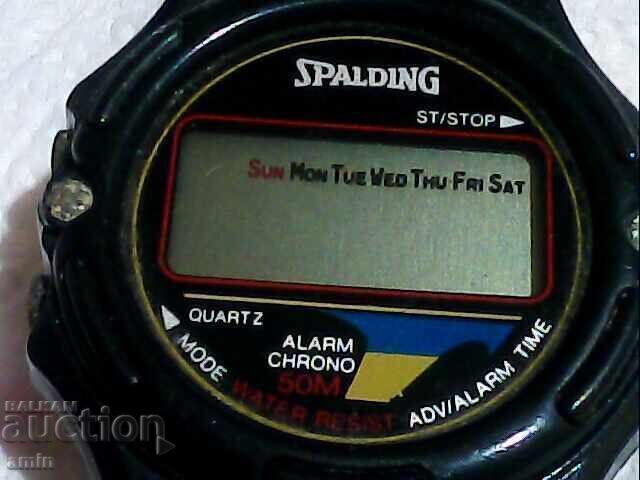 SPALDING
ST/STOP
SUN MON TUE WED THU FRI SAT
QUARTZ
MODE
ALARM
CHRONO
50M
WATER RESIST
ADV/ALARM TIME
BALKAN
auction
amin